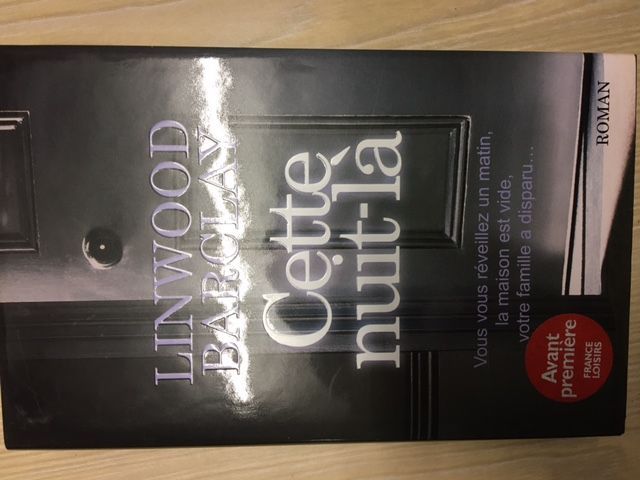 LINWOOD
BARCLAY
Cette
nuit-là
Vous vous réveillez un matin,
la maison est vide,
votre famille a disparu...
Avant
première
FRANCE
LOISIRS
ROMAN